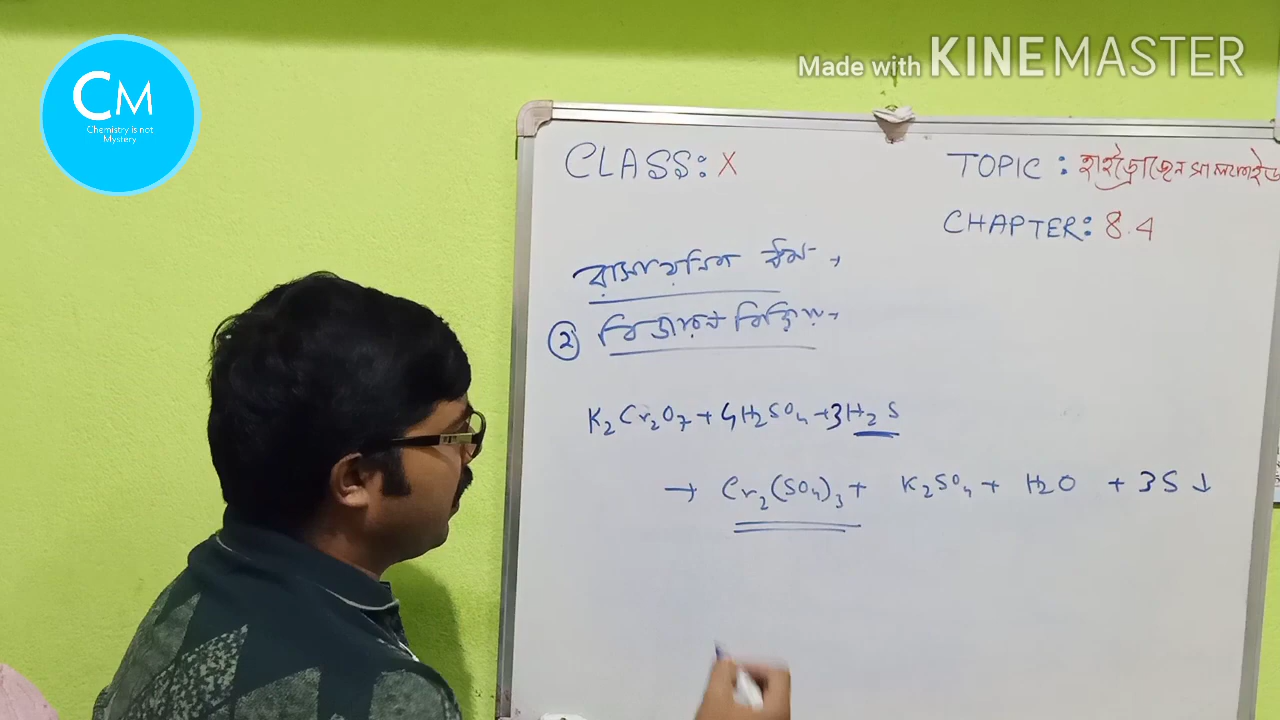 CM
Chemistry is not
Mystery
Made with KINEMASTER
CLASS: X
TOPIC: হাইড্রোজেন সালফাইড
CHAPTER: 8.4
রাসায়নিক ধর্ম →
② বিজারণ বিক্রিয়া →
K₂Cr₂O₇ + 4H₂SO₄ + 3H₂S
→ Cr₂(SO₄)₃ + K₂SO₄ + H₂O + 3S ↓